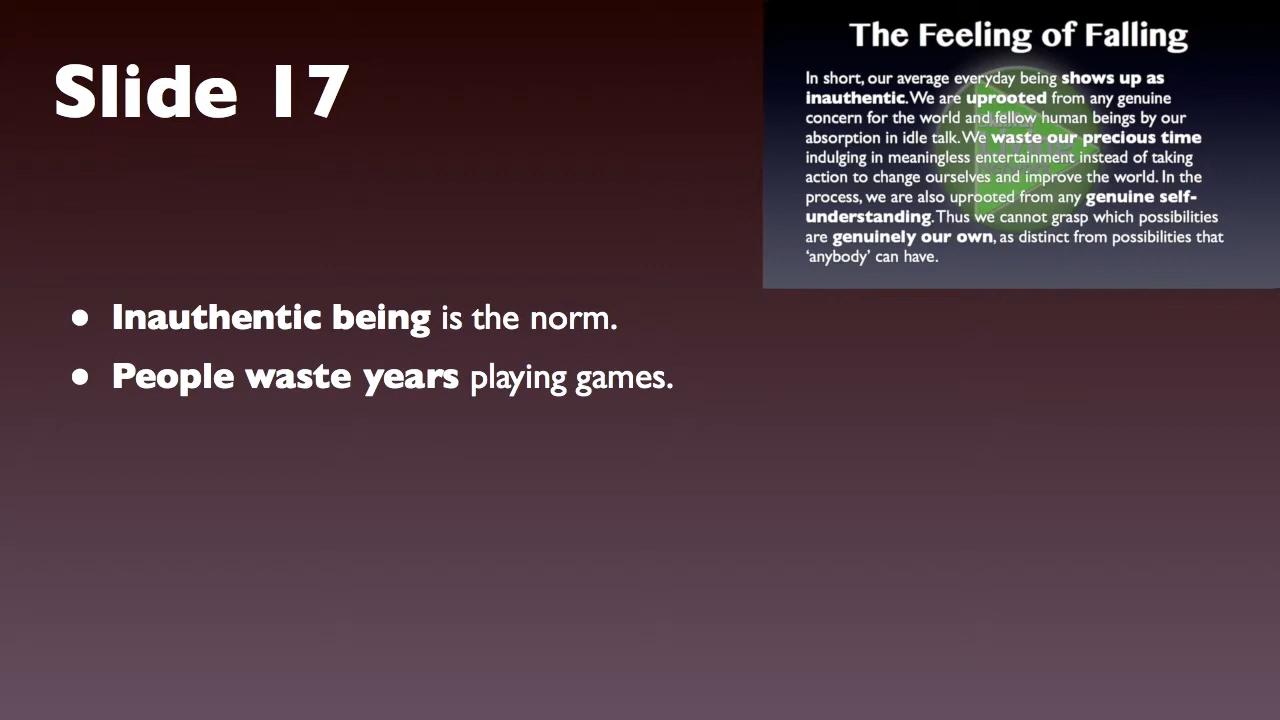 Slide 17
The Feeling of Falling
In short, our average everyday being shows up as
inauthentic. We are uprooted from any genuine
concern for the world and fellow human beings by our
absorption in idle talk. We waste our precious time
indulging in meaningless entertainment instead of taking
action to change ourselves and improve the world. In the
process, we are also uprooted from any genuine self-
understanding. Thus we cannot grasp which possibilities
are genuinely our own, as distinct from possibilities that
‘anybody’ can have.
• Inauthentic being is the norm.
• People waste years playing games.